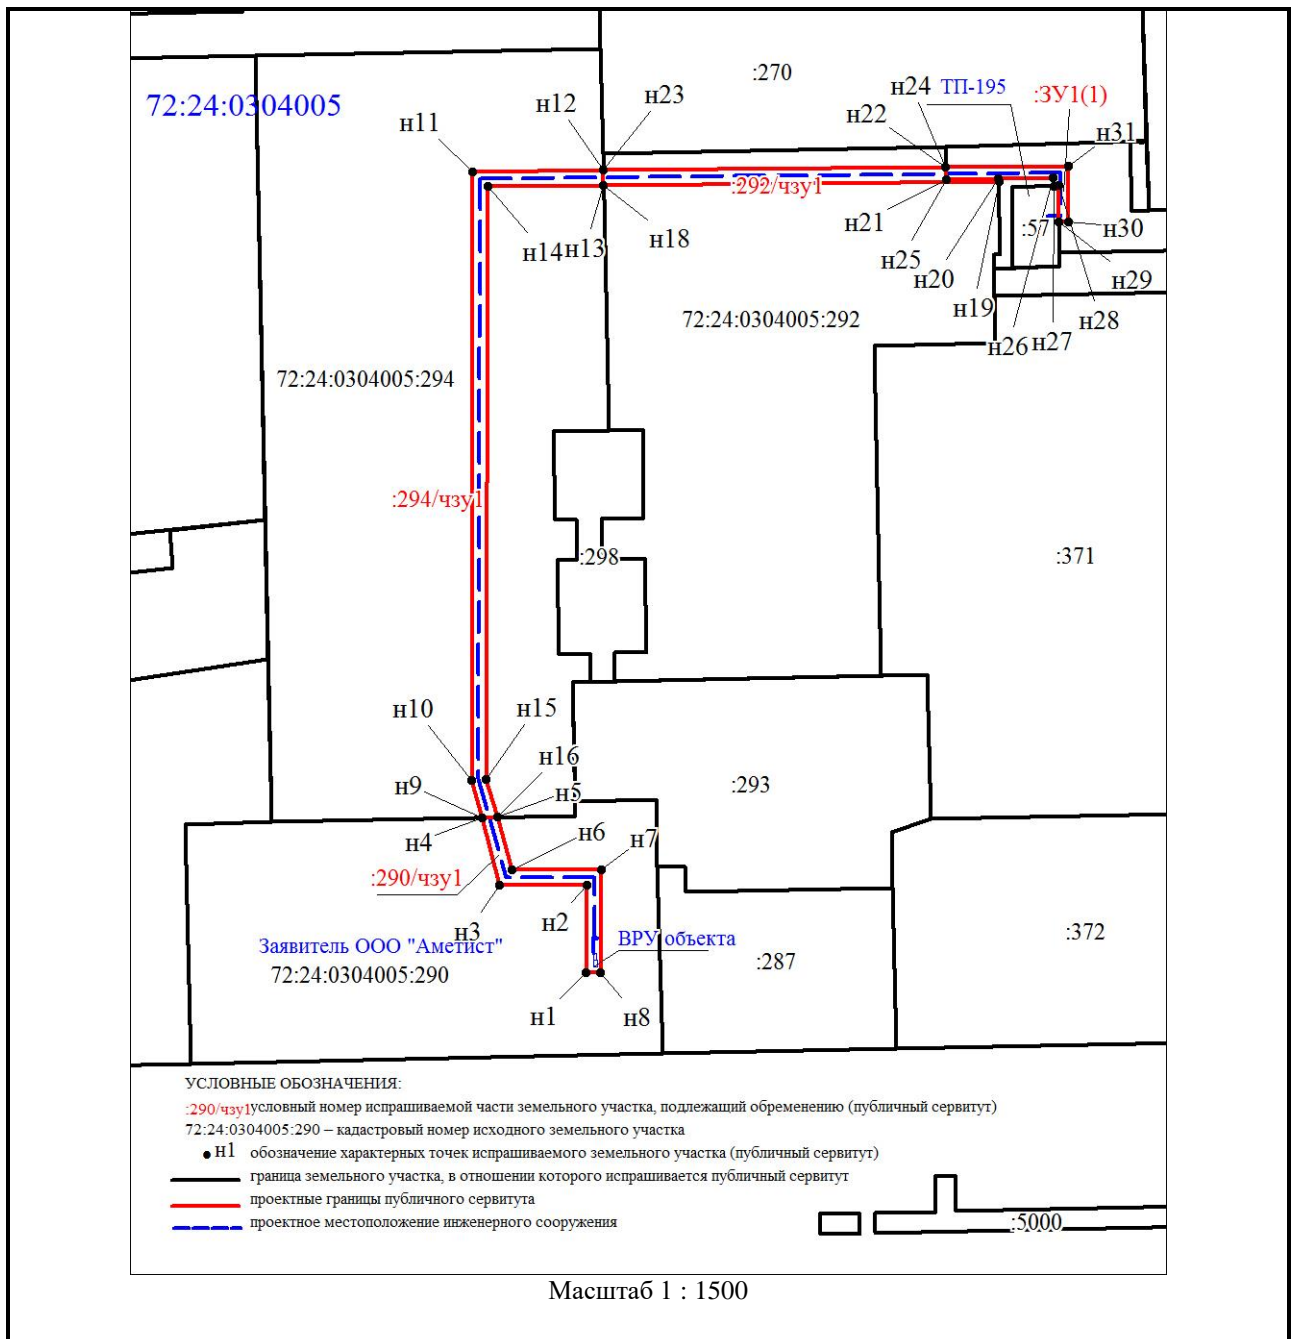 :270
72:24:0304005
н12
н23
н24
ТП-195
:ЗУ1(1)
н11
н22
н31
:292/чзу1
н14
н13
н18
н21
:57
н30
н25
н20
н29
н19
72:24:0304005:292
н28
н26
н27
72:24:0304005:294
:294/чзу1
:298
:371
н10
н15
н16
н9
н5
:293
н4
н6
н7
:290/чзу1
н3
н2
:372
Заявитель ООО "Аметист"
ВРУ объекта
72:24:0304005:290
:287
н1
н8
УСЛОВНЫЕ ОБОЗНАЧЕНИЯ:
:290/чзу1 условный номер испрашиваемой части земельного участка, подлежащий обременению (публичный сервитут)
72:24:0304005:290 – кадастровый номер исходного земельного участка
н1 обозначение характерных точек испрашиваемого земельного участка (публичный сервитут)
граница земельного участка, в отношении которого испрашивается публичный сервитут
проектные границы публичного сервитута
проектное местоположение инженерного сооружения
:5000
Масштаб 1 : 1500